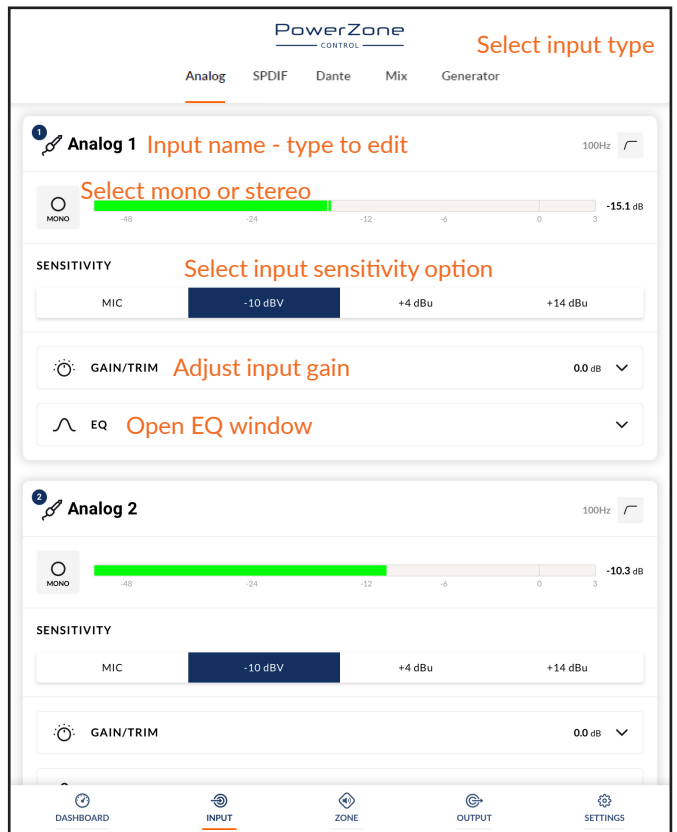 PowerZone
CONTROL
Select input type
Analog SPDIF Dante Mix Generator
1
Analog 1 Input name - type to edit 100Hz
Select mono or stereo
MONO
-15.1 dB
-48 -24 -12 -6 0 3
SENSITIVITY Select input sensitivity option
MIC -10 dBV +4 dBu +14 dBu
GAIN/TRIM Adjust input gain 0.0 dB
EQ Open EQ window
2
Analog 2 100Hz
MONO
-10.3 dB
-48 -24 -12 -6 0 3
SENSITIVITY
MIC -10 dBV +4 dBu +14 dBu
GAIN/TRIM 0.0 dB
DASHBOARD INPUT ZONE OUTPUT SETTINGS